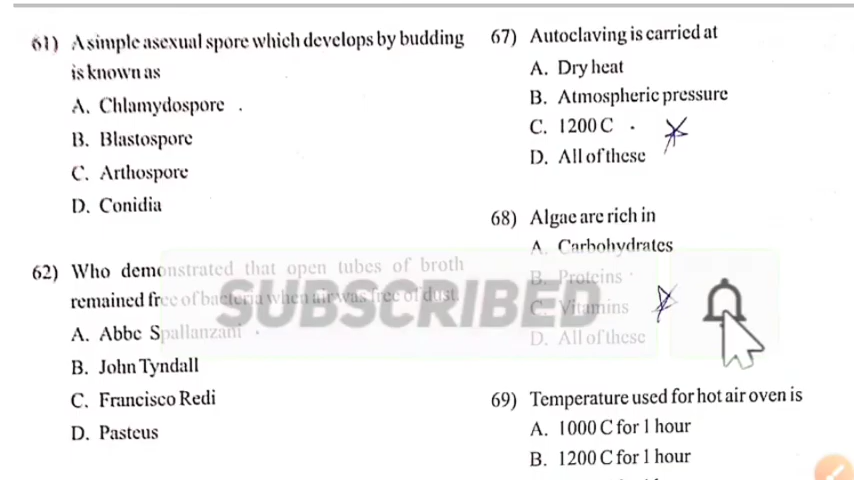 61) A simple asexual spore which develops by budding
is known as
A. Chlamydospore
B. Blastospore
C. Arthospore
D. Conidia
62) Who demonstrated that open tubes of broth
remained free of bacteria when air was free of dust.
A. Abbe Spallanzani
B. John Tyndall
C. Francisco Redi
D. Pasteus
67) Autoclaving is carried at
A. Dry heat
B. Atmospheric pressure
C. 1200 C
D. All of these
68) Algae are rich in
A. Carbohydrates
B. Proteins
C. Vitamins
D. All of these
69) Temperature used for hot air oven is
A. 1000 C for 1 hour
B. 1200 C for 1 hour
SUBSCRIBED